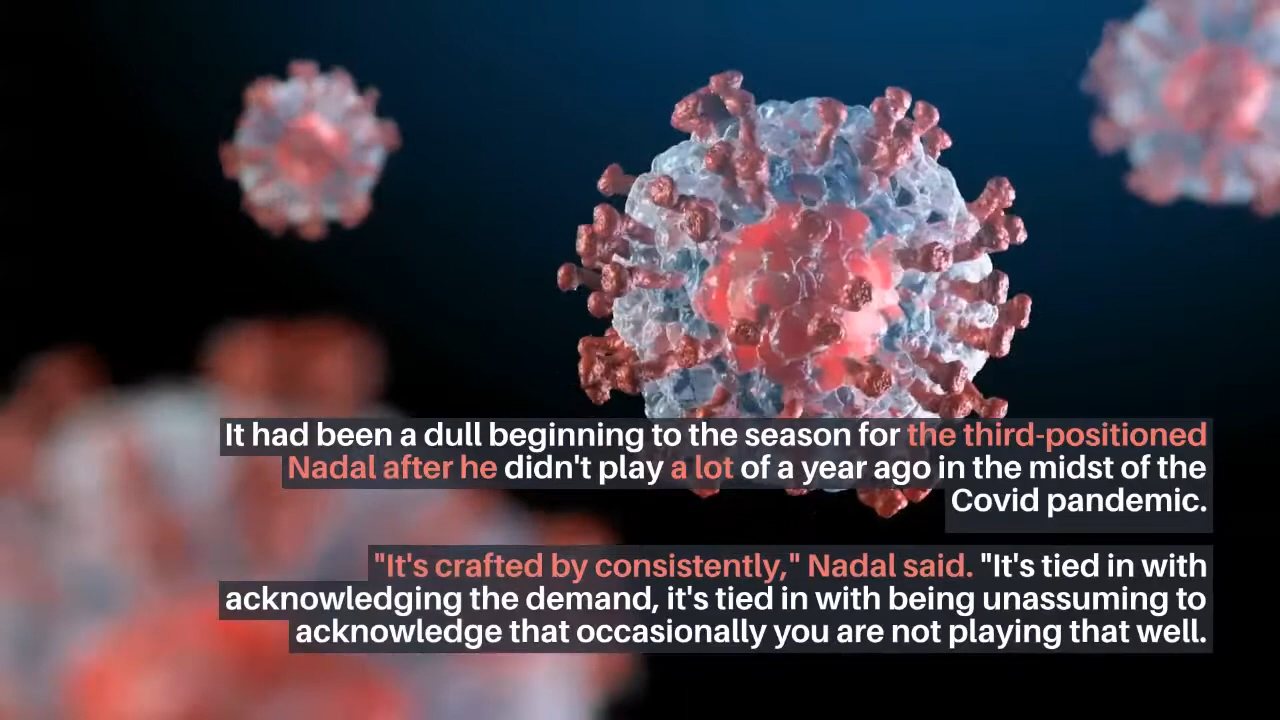 It had been a dull beginning to the season for the third-positioned
Nadal after he didn't play a lot of a year ago in the midst of the
Covid pandemic.
"It's crafted by consistently," Nadal said. "It's tied in with
acknowledging the demand, it's tied in with being unassuming to
acknowledge that occasionally you are not playing that well.